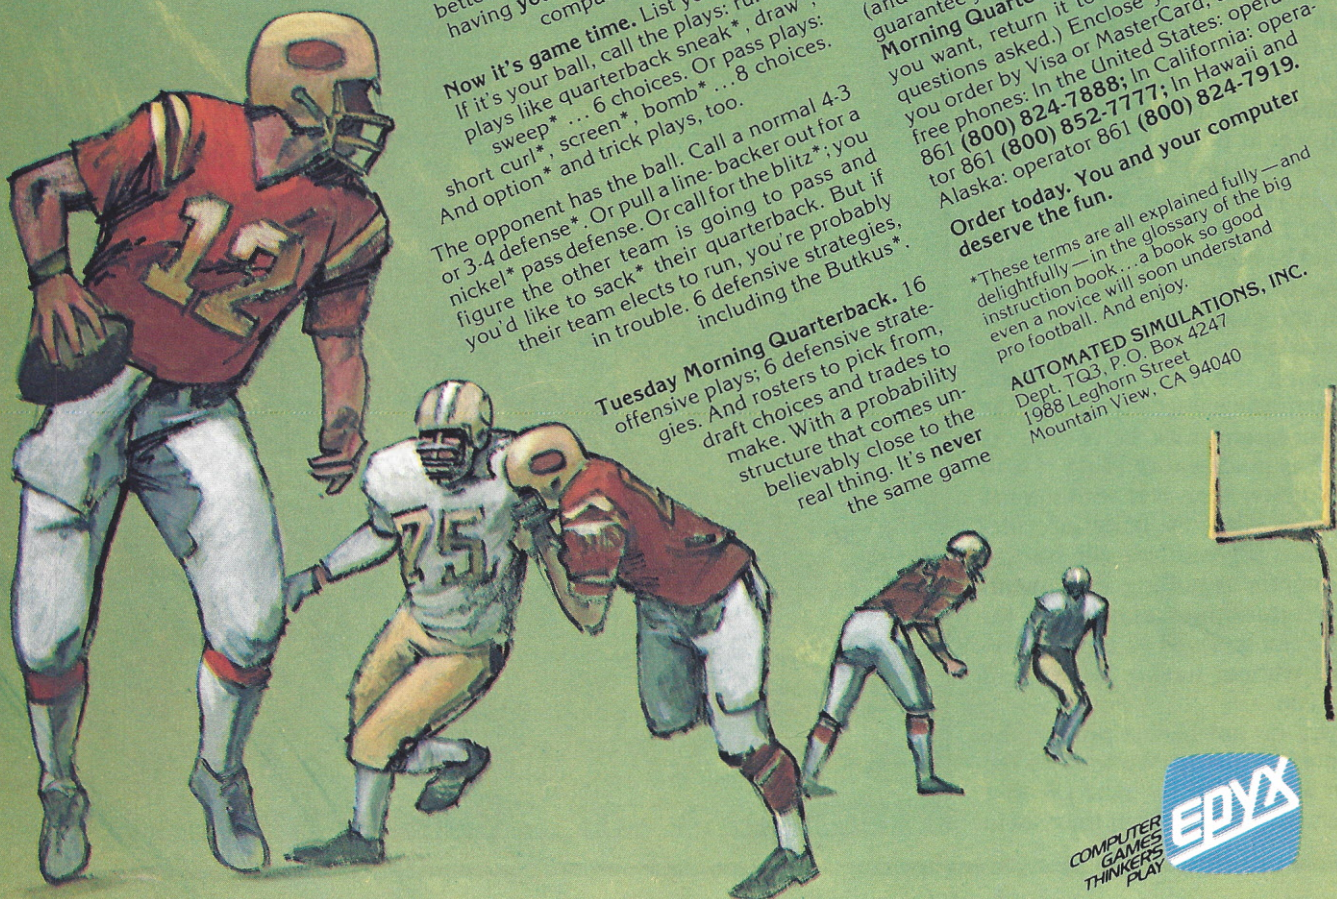 bette
having yo
compu
Now it's game time. List yo
If it's your ball, call the plays: ru
plays like quarterback sneak*, draw*,
sweep* ... 6 choices. Or pass plays:
short curl*, screen*, bomb* ... 8 choices.
And option* and trick plays, too.
The opponent has the ball. Call a normal 4-3
or 3-4 defense*. Or pull a line-backer out for a
nickel* pass defense. Or call for the blitz*; you
figure the other team is going to pass and
you'd like to sack* their quarterback. But if
their team elects to run, you're probably
in trouble. 6 defensive strategies,
including the Butkus*.
Tuesday Morning Quarterback. 16
offensive plays; 6 defensive strate-
gies. And rosters to pick from,
draft choices and trades to
make. With a probability
structure that comes un-
believably close to the
real thing. It's never
the same game
(and
guarantee
Morning Quarte
you want, return it to
questions asked.) Enclose y
you order by Visa or MasterCard,
free phones: In the United States: opera
861 (800) 824-7888; In California: opera-
tor 861 (800) 852-7777; In Hawaii and
Alaska: operator 861 (800) 824-7919.
Order today. You and your computer
deserve the fun.
*These terms are all explained fully—and
delightfully—in the glossary of the big
instruction book...a book so good
even a novice will soon understand
pro football. And enjoy.
AUTOMATED SIMULATIONS, INC.
Dept. TQ3, P.O. Box 4247
1988 Leghorn Street
Mountain View, CA 94040
12
75
COMPUTER
GAMES
THINKERS
PLAY
EPYX